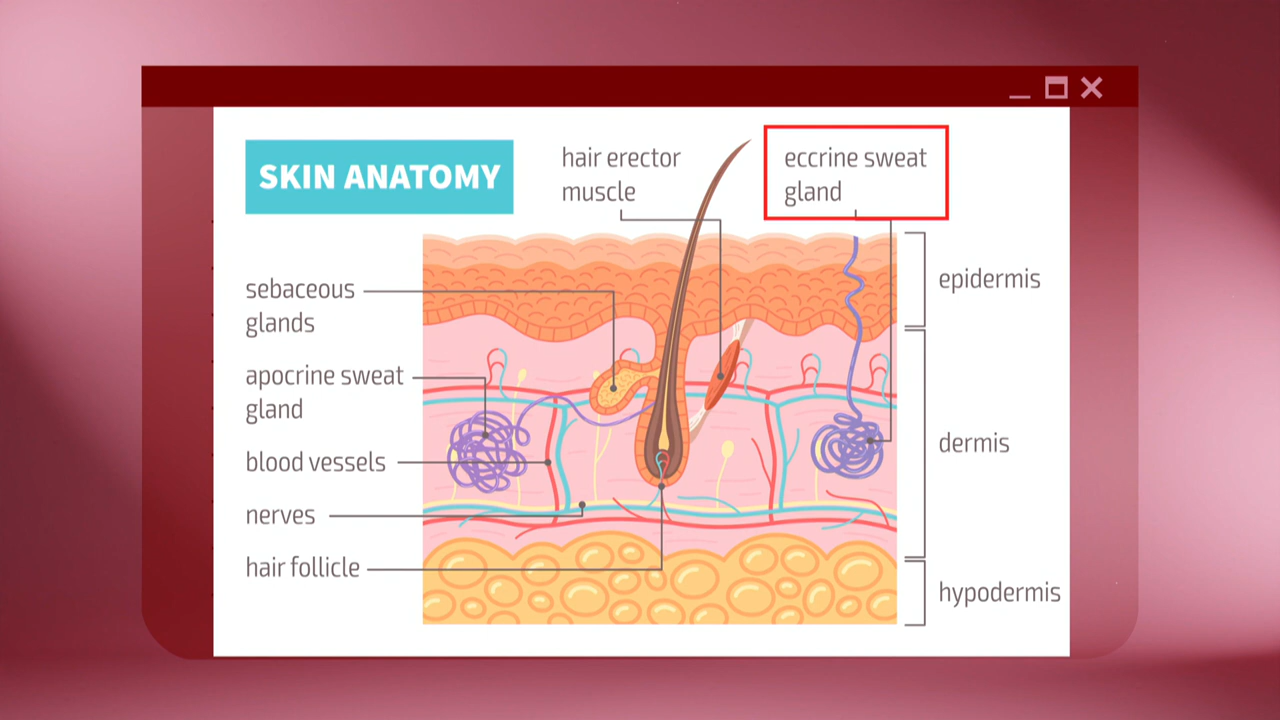 SKIN ANATOMY
hair erector
muscle
eccrine sweat
gland
sebaceous
glands
apocrine sweat
gland
blood vessels
nerves
hair follicle
epidermis
dermis
hypodermis